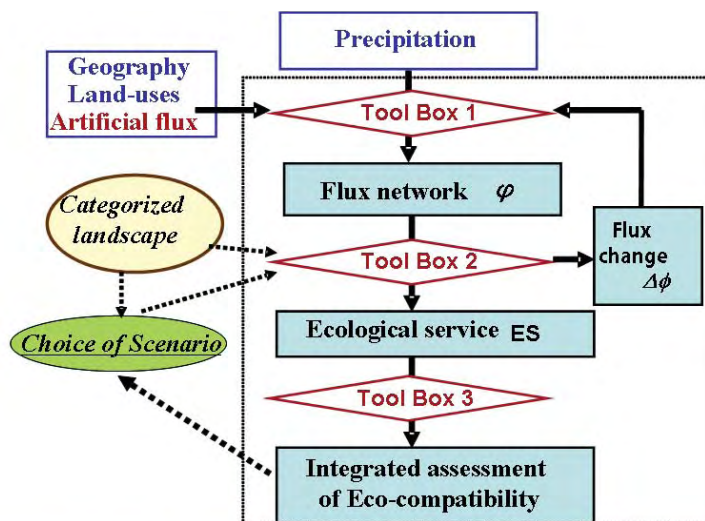 Precipitation
Geography
Land-uses
Artificial flux
Tool Box 1
Flux network φ
Categorized
landscape
Tool Box 2
Flux
change
Δϕ
Ecological service ES
Choice of Scenario
Tool Box 3
Integrated assessment
of Eco-compatibility